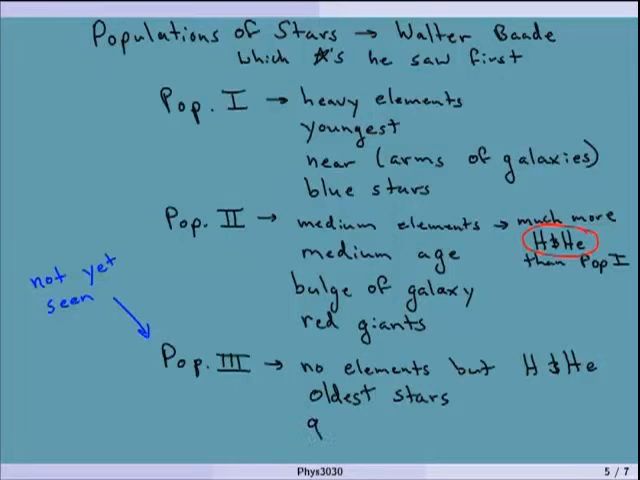 Populations of Stars → Walter Baade
which ☆'s he saw first
Pop. I → heavy elements
youngest
near (arms of galaxies)
blue stars
Pop. II → medium elements → much more
H & He
than Pop I
medium age
bulge of galaxy
red giants
not yet
seen
Pop. III → no elements but H & He
oldest stars
9
Phys3030
5 / 7